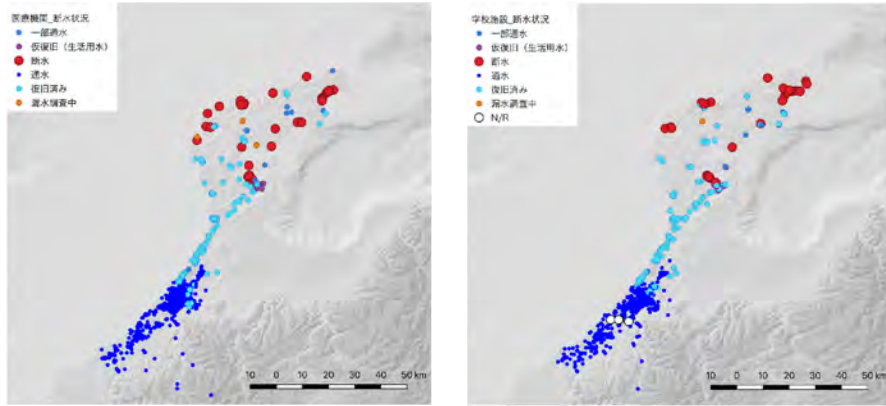 医療機関_断水状況
一部通水
仮復旧（生活用水）
断水
通水
復旧済み
漏水調査中
10 0 10 20 30 40 50 km
学校施設_断水状況
一部通水
仮復旧（生活用水）
断水
通水
復旧済み
漏水調査中
N/R
10 0 10 20 30 40 50 km